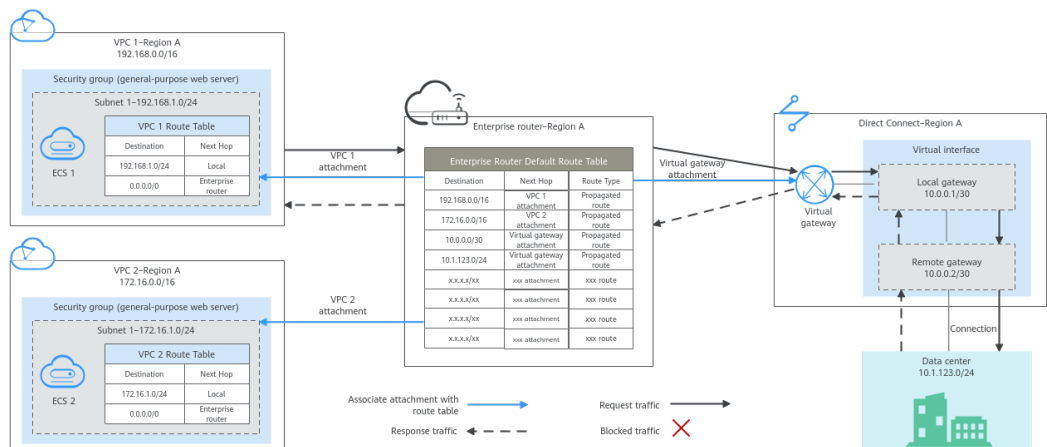 VPC 1–Region A
192.168.0.0/16
Security group (general-purpose web server)
Subnet 1–192.168.1.0/24
VPC 1 Route Table
Destination
Next Hop
192.168.1.0/24
Local
0.0.0.0/0
Enterprise
router
ECS 1
VPC 2–Region A
172.16.0.0/16
Security group (general-purpose web server)
Subnet 1–172.16.1.0/24
VPC 2 Route Table
Destination
Next Hop
172.16.1.0/24
Local
0.0.0.0/0
Enterprise
router
ECS 2
VPC 1
attachment
VPC 2
attachment
Enterprise router–Region A
Enterprise Router Default Route Table
Destination
Next Hop
Route Type
192.168.0.0/16
VPC 1
attachment
Propagated
route
172.16.0.0/16
VPC 2
attachment
Propagated
route
10.0.0.0/30
Virtual gateway
attachment
Propagated
route
10.1.123.0/24
Virtual gateway
attachment
Propagated
route
x.x.x.x/xx
xxx attachment
xxx route
x.x.x.x/xx
xxx attachment
xxx route
x.x.x.x/xx
xxx attachment
xxx route
x.x.x.x/xx
xxx attachment
xxx route
Virtual gateway
attachment
Virtual
gateway
Direct Connect–Region A
Virtual interface
Local gateway
10.0.0.1/30
Remote gateway
10.0.0.2/30
Connection
Data center
10.1.123.0/24
Associate attachment with
route table
Request traffic
Response traffic
Blocked traffic